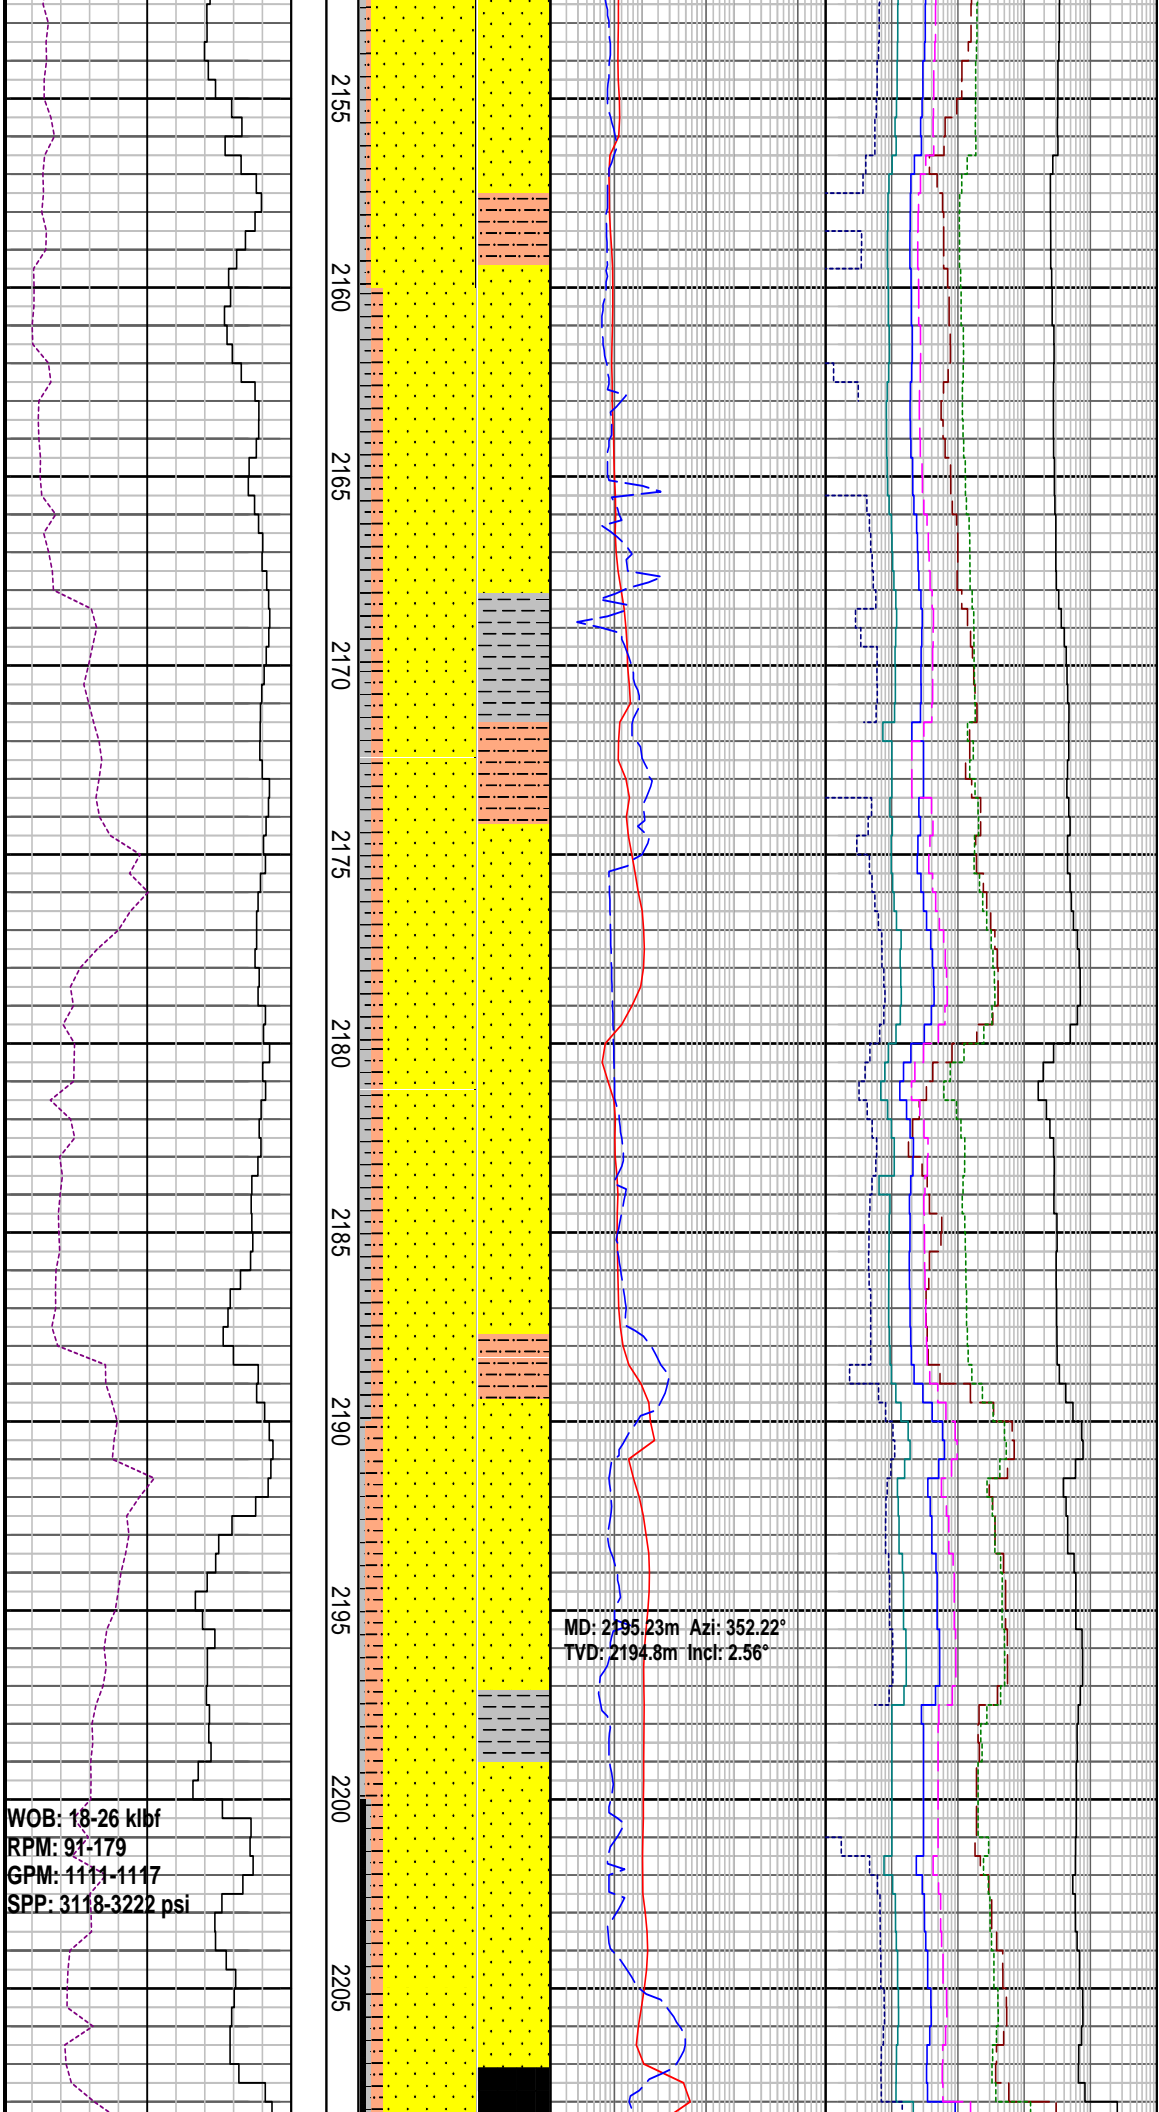 2155
2160
2165
2170
2175
2180
2185
2190
2195
MD: 2195.23m Azi: 352.22°
TVD: 2194.8m Incl: 2.56°
2200
WOB: 18-26 klbf
RPM: 91-179
GPM: 1111-1117
SPP: 3118-3222 psi
2205